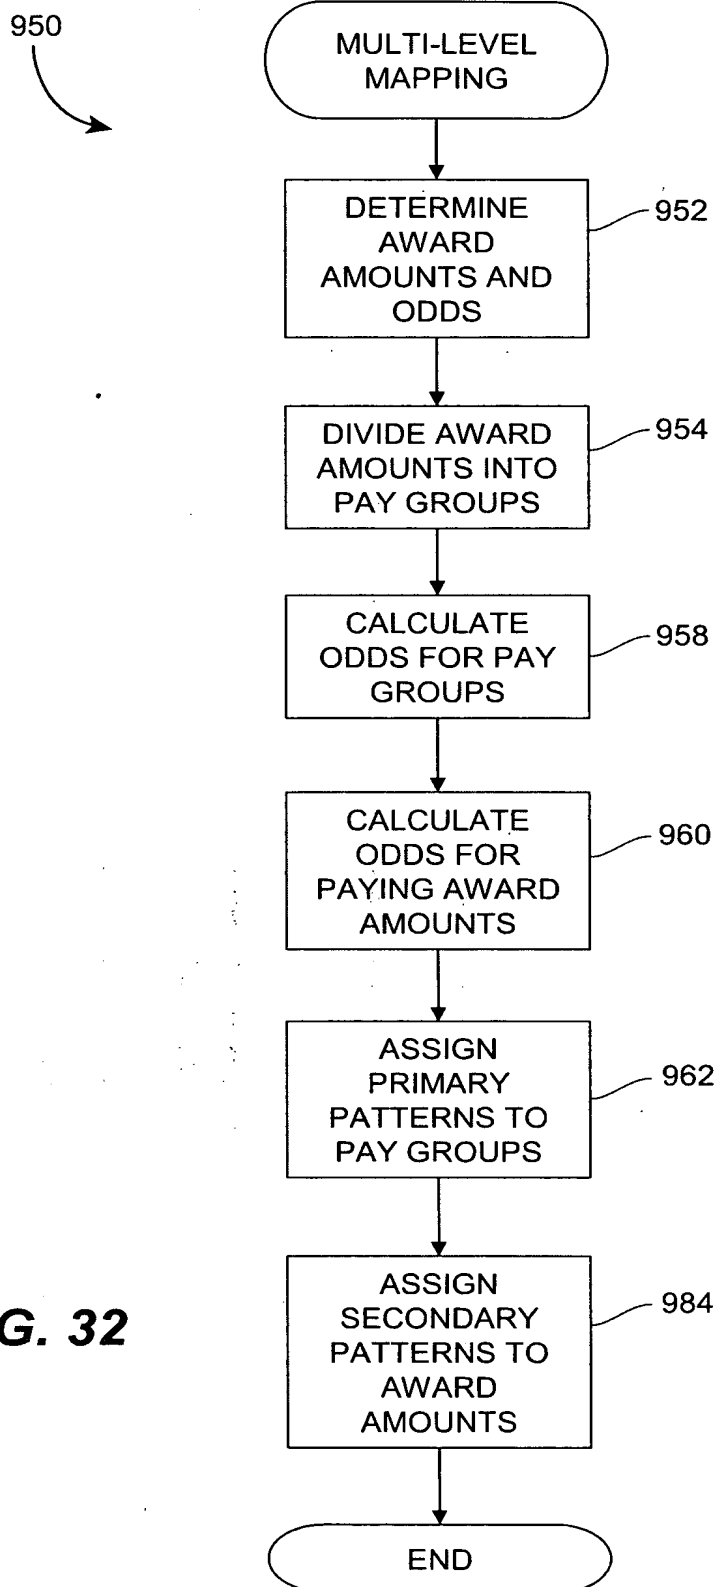 950
MULTI-LEVEL
MAPPING
DETERMINE
AWARD
AMOUNTS AND
ODDS
952
DIVIDE AWARD
AMOUNTS INTO
PAY GROUPS
954
CALCULATE
ODDS FOR PAY
GROUPS
958
CALCULATE
ODDS FOR
PAYING AWARD
AMOUNTS
960
ASSIGN
PRIMARY
PATTERNS TO
PAY GROUPS
962
ASSIGN
SECONDARY
PATTERNS TO
AWARD
AMOUNTS
984
G. 32
END